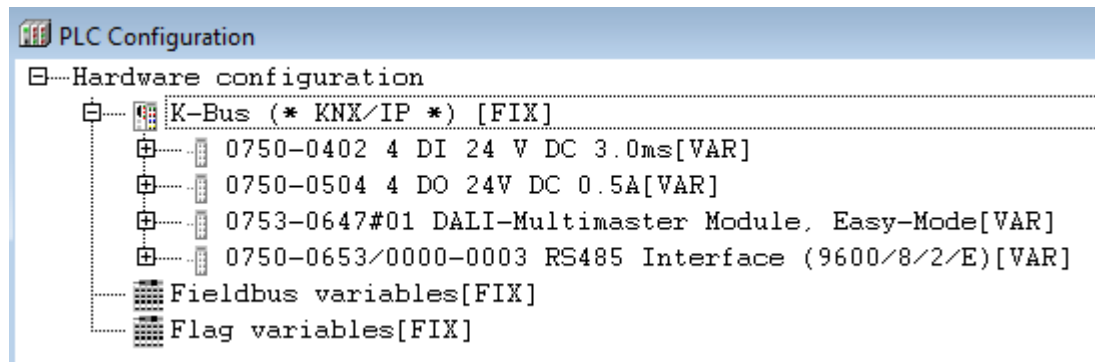 PLC Configuration
Hardware configuration
K-Bus (* KNX/IP *) [FIX]
0750-0402 4 DI 24 V DC 3.0ms[VAR]
0750-0504 4 DO 24V DC 0.5A[VAR]
0753-0647#01 DALI-Multimaster Module, Easy-Mode[VAR]
0750-0653/0000-0003 RS485 Interface (9600/8/2/E)[VAR]
Fieldbus variables[FIX]
Flag variables[FIX]